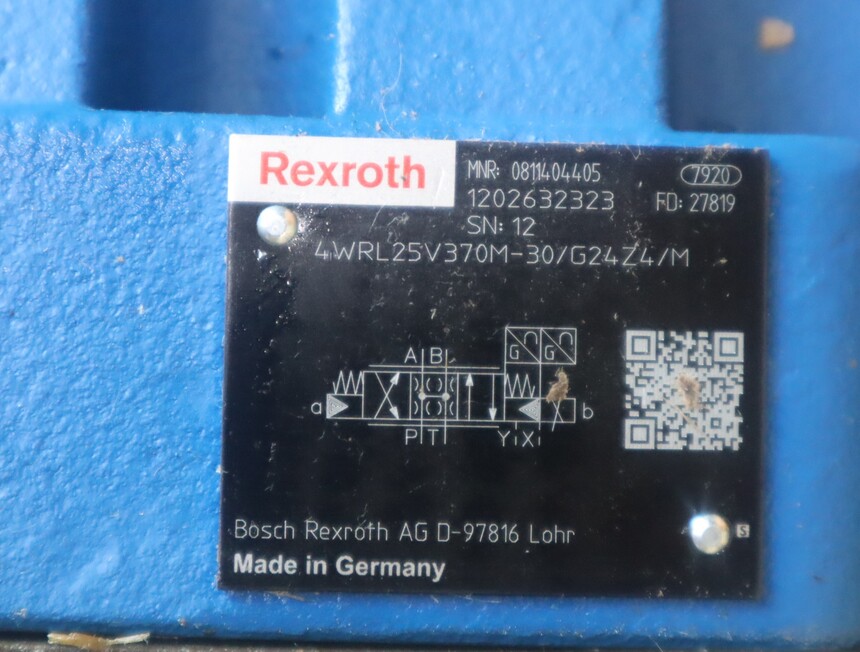 Rexroth
MNR: 0811404405 7920
1202632323 FD: 27819
SN: 12
4WRL25V370M-30/G24Z4/M
G G
A B
a b
P T Y X
S
Bosch Rexroth AG D-97816 Lohr
Made in Germany